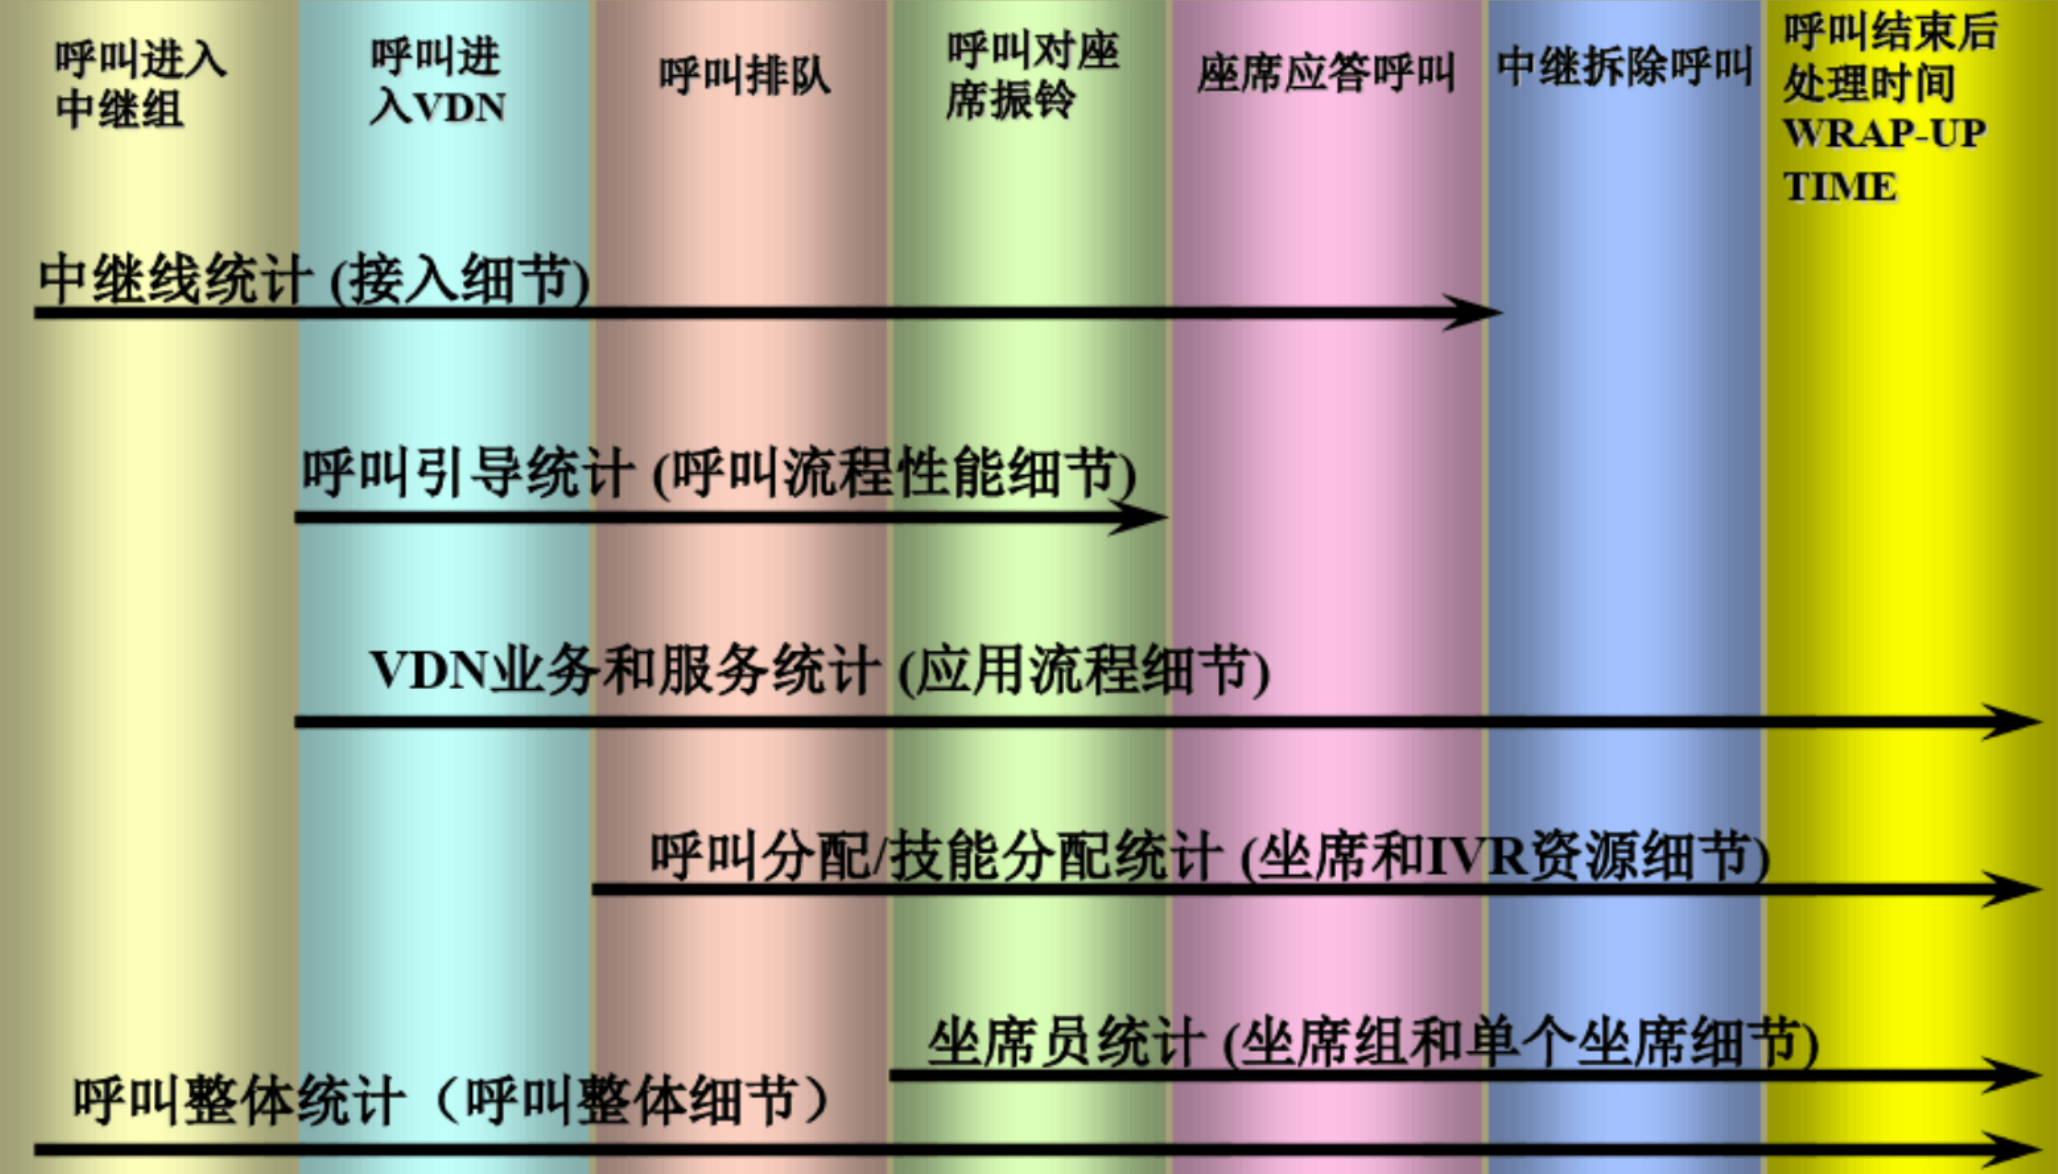 呼叫进入
中继组
呼叫进
入VDN
呼叫排队
呼叫对座
席振铃
座席应答呼叫
中继拆除呼叫
呼叫结束后
处理时间
WRAP-UP
TIME
中继线统计 (接入细节)
呼叫引导统计 (呼叫流程性能细节)
VDN业务和服务统计 (应用流程细节)
呼叫分配/技能分配统计 (坐席和IVR资源细节)
坐席员统计 (坐席组和单个坐席细节)
呼叫整体统计（呼叫整体细节）